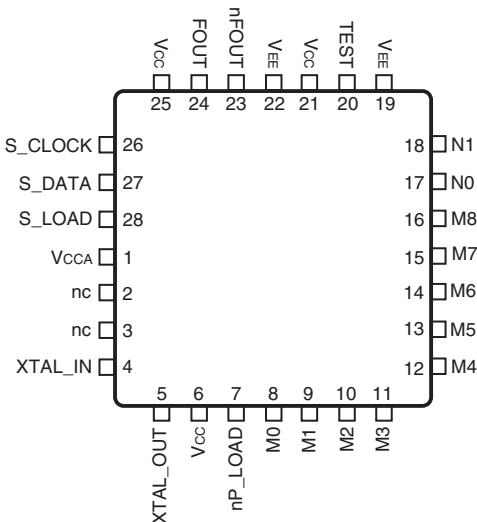 VCC
FOUT
nFOUT
VEE
VCC
TEST
VEE
25 24 23 22 21 20 19
S_CLOCK 26 18 N1
S_DATA 27 17 N0
S_LOAD 28 16 M8
VCCA 1 15 M7
nc 2 14 M6
nc 3 13 M5
XTAL_IN 4 12 M4
5 6 7 8 9 10 11
XTAL_OUT
VCC
nP_LOAD
M0
M1
M2
M3